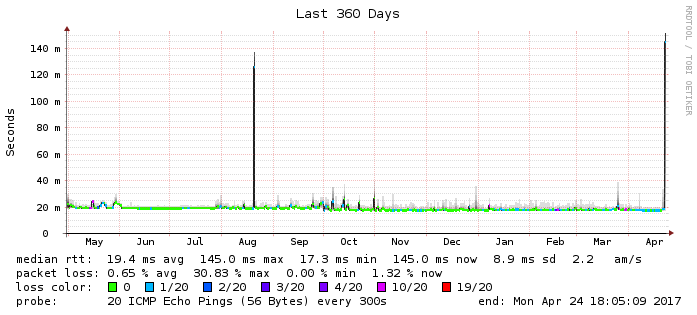 Last 360 Days
RRDTOOL / TOBI OETIKER
Seconds
140 m
120 m
100 m
80 m
60 m
40 m
20 m
0
May Jun Jul Aug Sep Oct Nov Dec Jan Feb Mar Apr
median rtt: 19.4 ms avg 145.0 ms max 17.3 ms min 145.0 ms now 8.9 ms sd 2.2 am/s
packet loss: 0.65 % avg 30.83 % max 0.00 % min 1.32 % now
loss color: 0 1/20 2/20 3/20 4/20 10/20 19/20
probe: 20 ICMP Echo Pings (56 Bytes) every 300s end: Mon Apr 24 18:05:09 2017